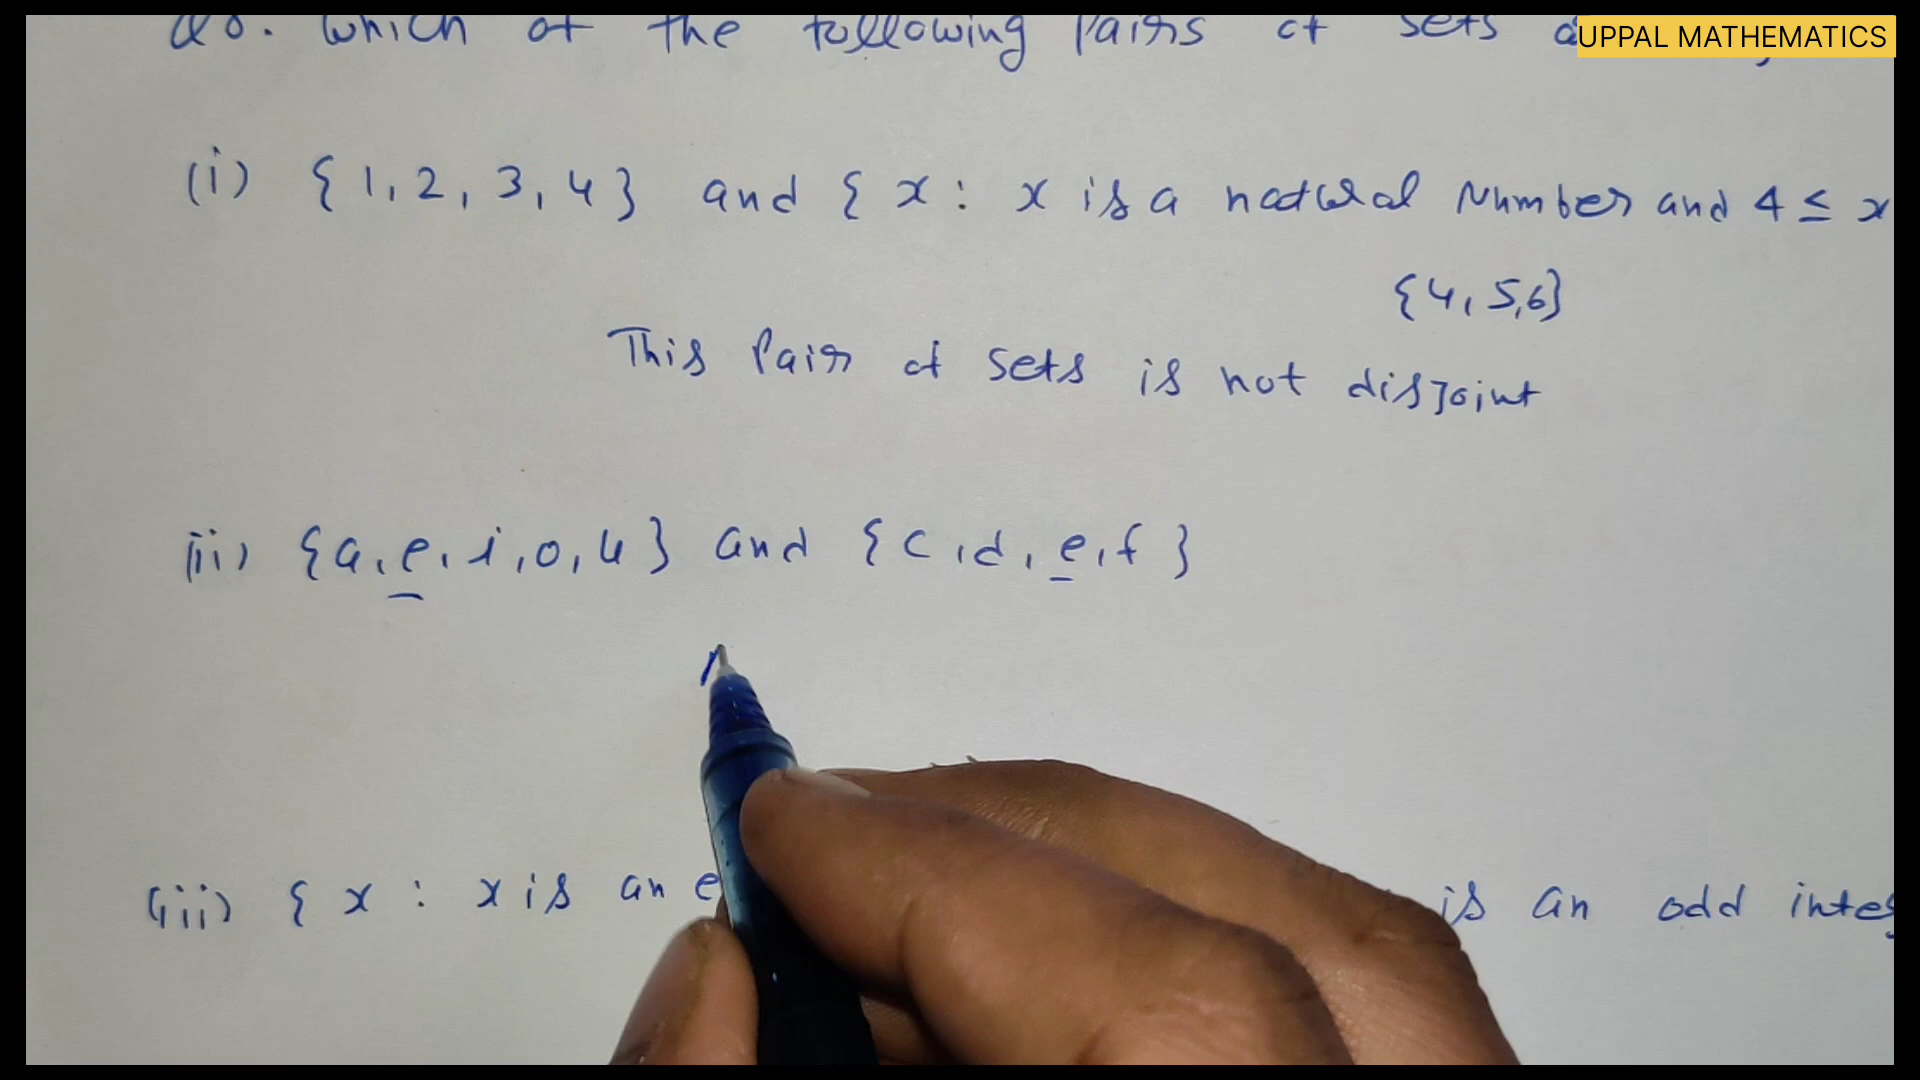 Q8. Which of the following Pairs of sets
UPPAL MATHEMATICS
(i) {1, 2, 3, 4} and { x : x is a natural Number and 4 ≤ x
{4, 5, 6}
This Pair of sets is not disjoint
(ii) {a, e, i, o, u} and {c, d, e, f}
(iii) { x : x is an e is an odd inte